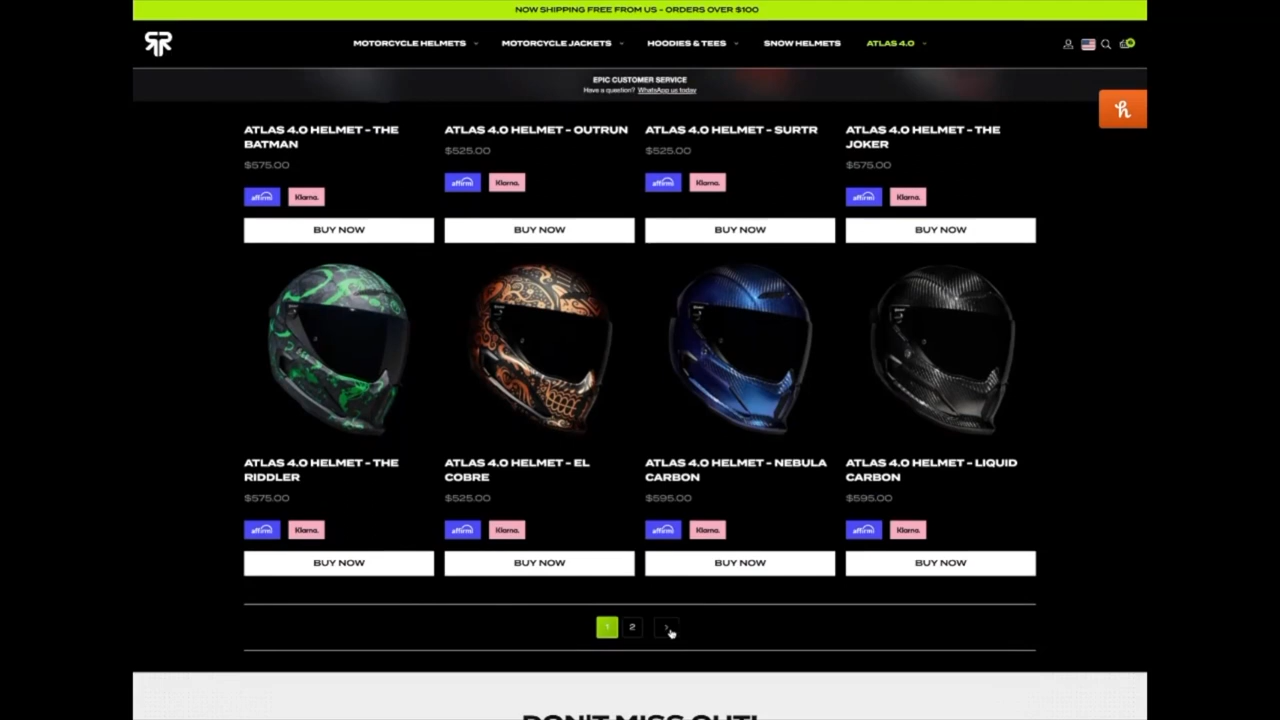 NOW SHIPPING FREE FROM US - ORDERS OVER $100
MOTORCYCLE HELMETS MOTORCYCLE JACKETS HOODIES & TEES SNOW HELMETS ATLAS 4.0
EPIC CUSTOMER SERVICE
Have a question? WhatsApp us today
ATLAS 4.0 HELMET - THE BATMAN
$575.00
affirm Klarna.
BUY NOW
ATLAS 4.0 HELMET - OUTRUN
$525.00
affirm Klarna.
BUY NOW
ATLAS 4.0 HELMET - SURTR
$525.00
affirm Klarna.
BUY NOW
ATLAS 4.0 HELMET - THE
JOKER
$575.00
affirm Klarna.
BUY NOW
ATLAS 4.0 HELMET - THE
RIDDLER
$575.00
affirm Klarna.
BUY NOW
ATLAS 4.0 HELMET - EL
COBRE
$525.00
affirm Klarna.
BUY NOW
ATLAS 4.0 HELMET - NEBULA
CARBON
$595.00
affirm Klarna.
BUY NOW
ATLAS 4.0 HELMET - LIQUID
CARBON
$595.00
affirm Klarna.
BUY NOW
1 2 >
DON'T MISS OUT!